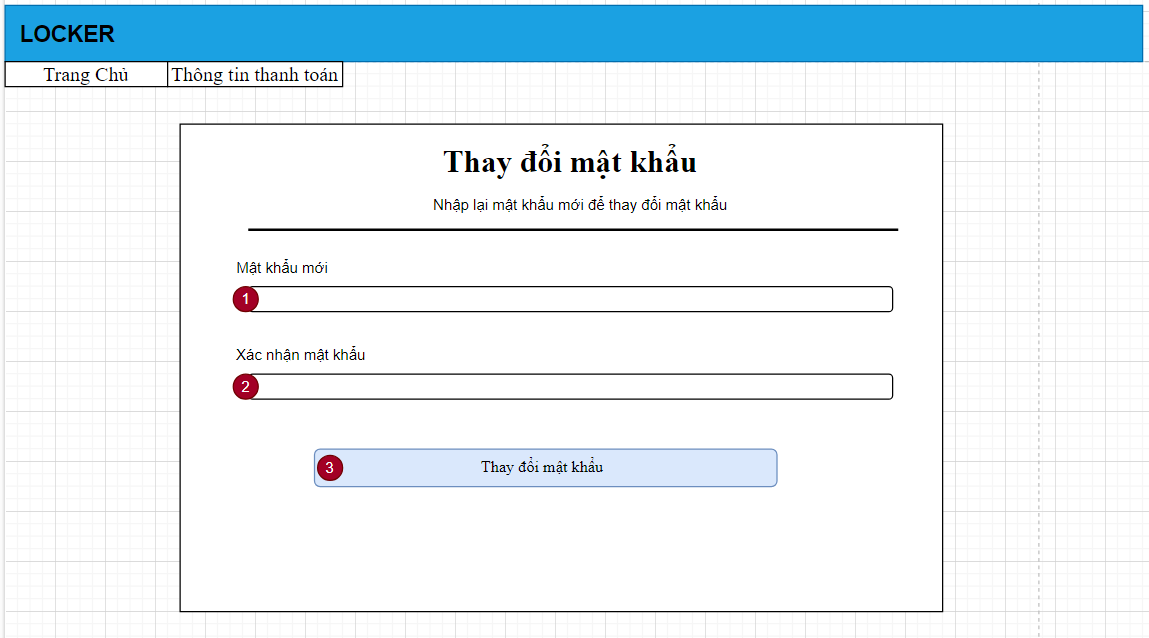 LOCKER
Trang Chủ
Thông tin thanh toán
Thay đổi mật khẩu
Nhập lại mật khẩu mới để thay đổi mật khẩu
Mật khẩu mới
1
Xác nhận mật khẩu
2
3
Thay đổi mật khẩu